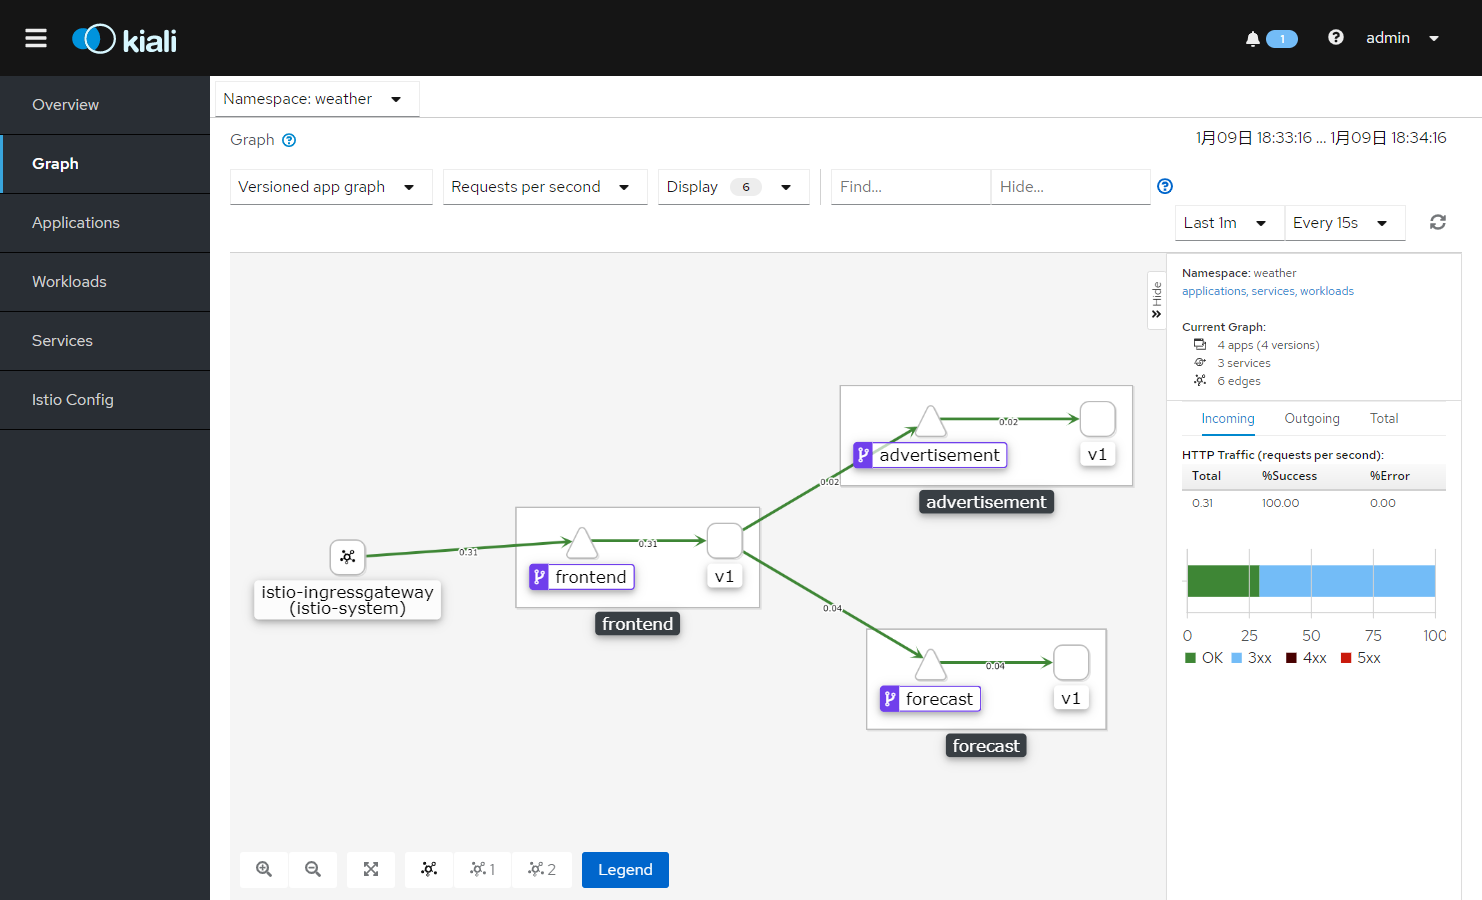 kiali
1
admin
Overview
Graph
Applications
Workloads
Services
Istio Config
Namespace: weather
Graph
1月09日 18:33:16 ... 1月09日 18:34:16
Versioned app graph
Requests per second
Display 6
Find...
Hide...
Last 1m
Every 15s
Hide
0.02
v1
advertisement
advertisement
0.02
0.31
0.31
v1
frontend
frontend
istio-ingressgateway
(istio-system)
0.04
0.04
v1
forecast
forecast
1
2
Legend
Namespace: weather
applications, services, workloads
Current Graph:
4 apps (4 versions)
3 services
6 edges
Incoming Outgoing Total
HTTP Traffic (requests per second):
Total %Success %Error
0.31 100.00 0.00
0 25 50 75 100
OK 3xx 4xx 5xx